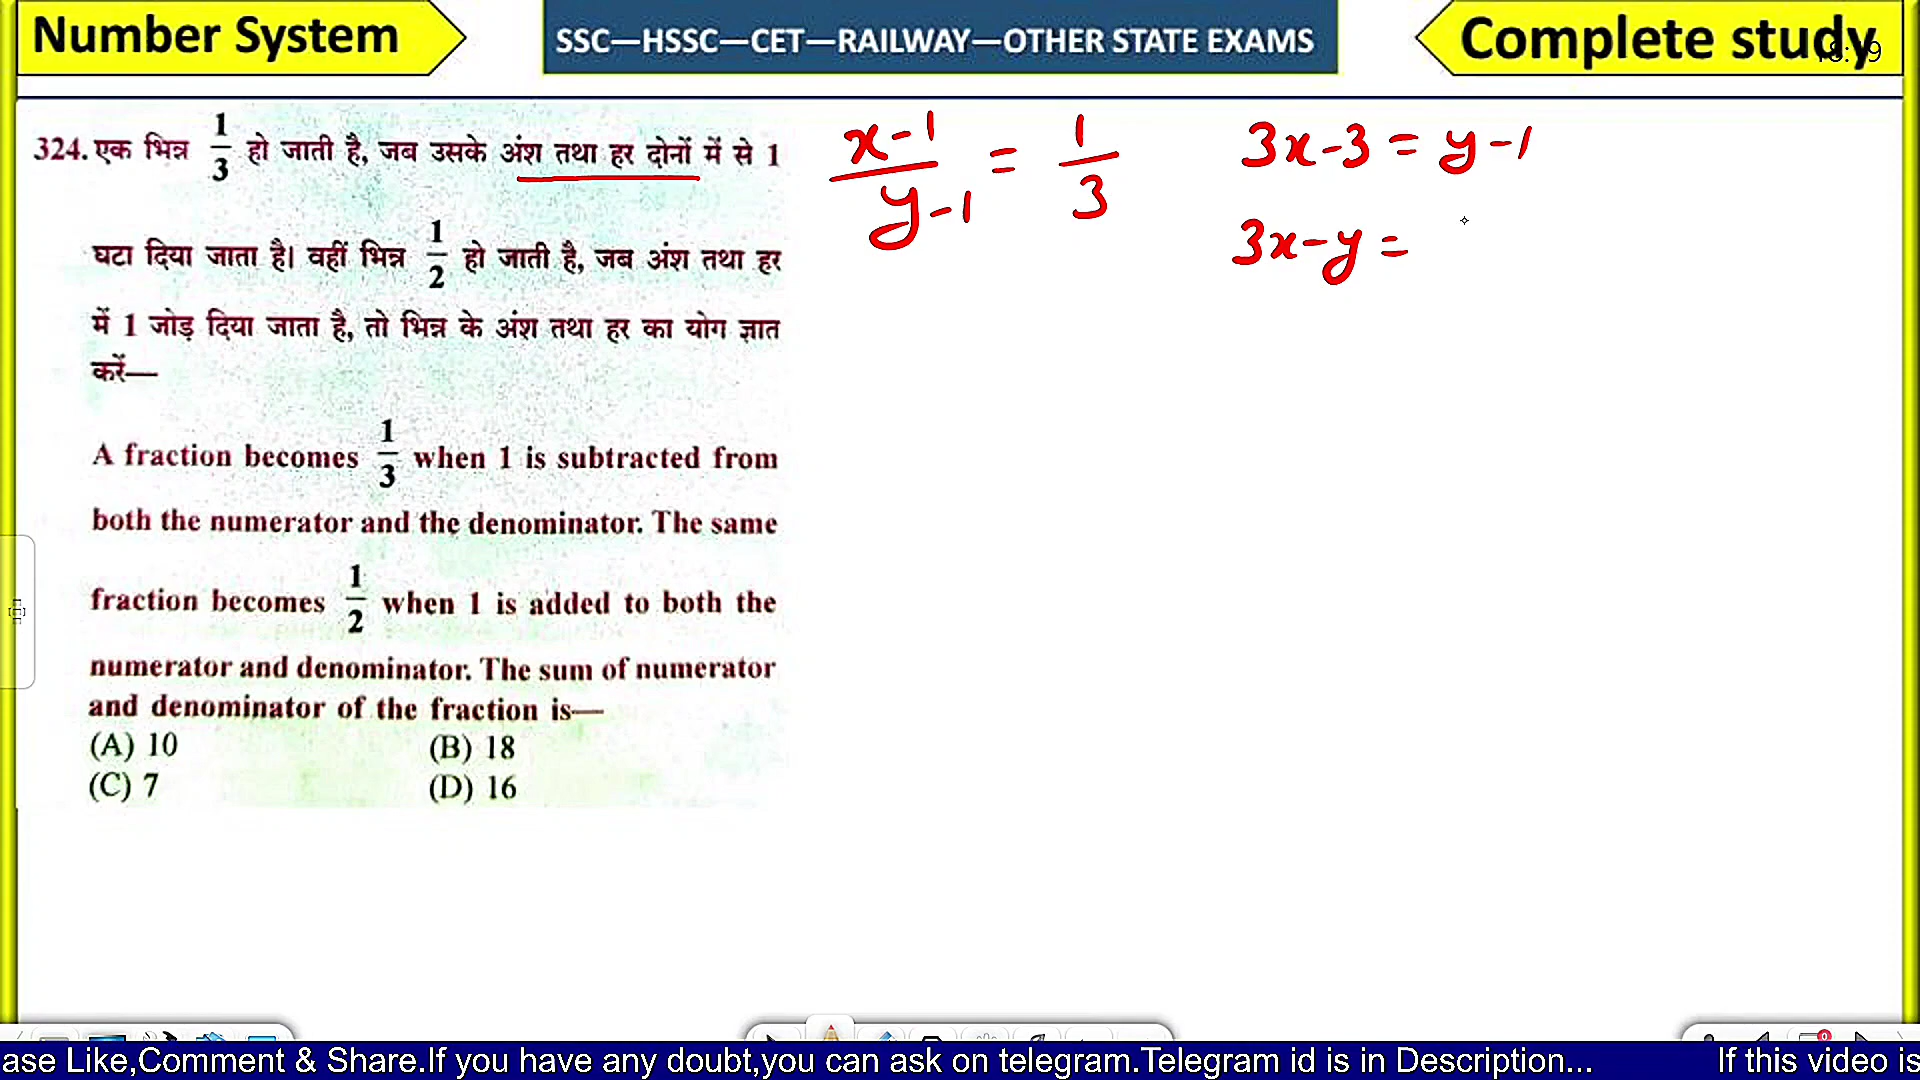 Number System
SSC—HSSC—CET—RAILWAY—OTHER STATE EXAMS
Complete study
324. एक भिन्न 1/3 हो जाती है, जब उसके अंश तथा हर दोनों में से 1
घटा दिया जाता है। वहीं भिन्न 1/2 हो जाती है, जब अंश तथा हर
में 1 जोड़ दिया जाता है, तो भिन्न के अंश तथा हर का योग ज्ञात
करें—
A fraction becomes 1/3 when 1 is subtracted from
both the numerator and the denominator. The same
fraction becomes 1/2 when 1 is added to both the
numerator and denominator. The sum of numerator
and denominator of the fraction is—
(A) 10 (B) 18
(C) 7 (D) 16
x-1/y-1 = 1/3
3x-3 = y-1
3x-y =
ase Like,Comment & Share.If you have any doubt,you can ask on telegram.Telegram id is in Description... If this video is